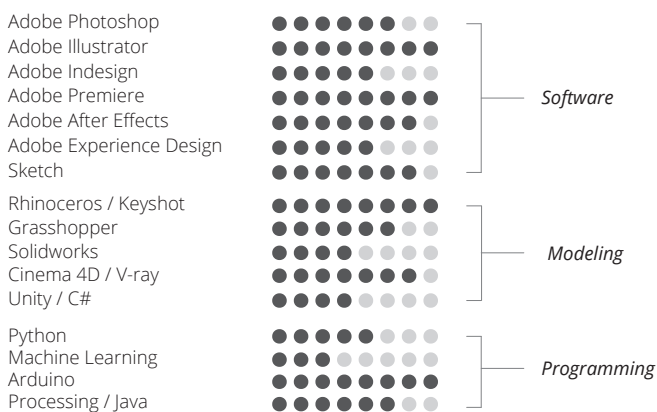 Adobe Photoshop
Adobe Illustrator
Adobe Indesign
Adobe Premiere
Adobe After Effects
Adobe Experience Design
Sketch
Software
Rhinoceros / Keyshot
Grasshopper
Solidworks
Cinema 4D / V-ray
Unity / C#
Modeling
Python
Machine Learning
Arduino
Processing / Java
Programming